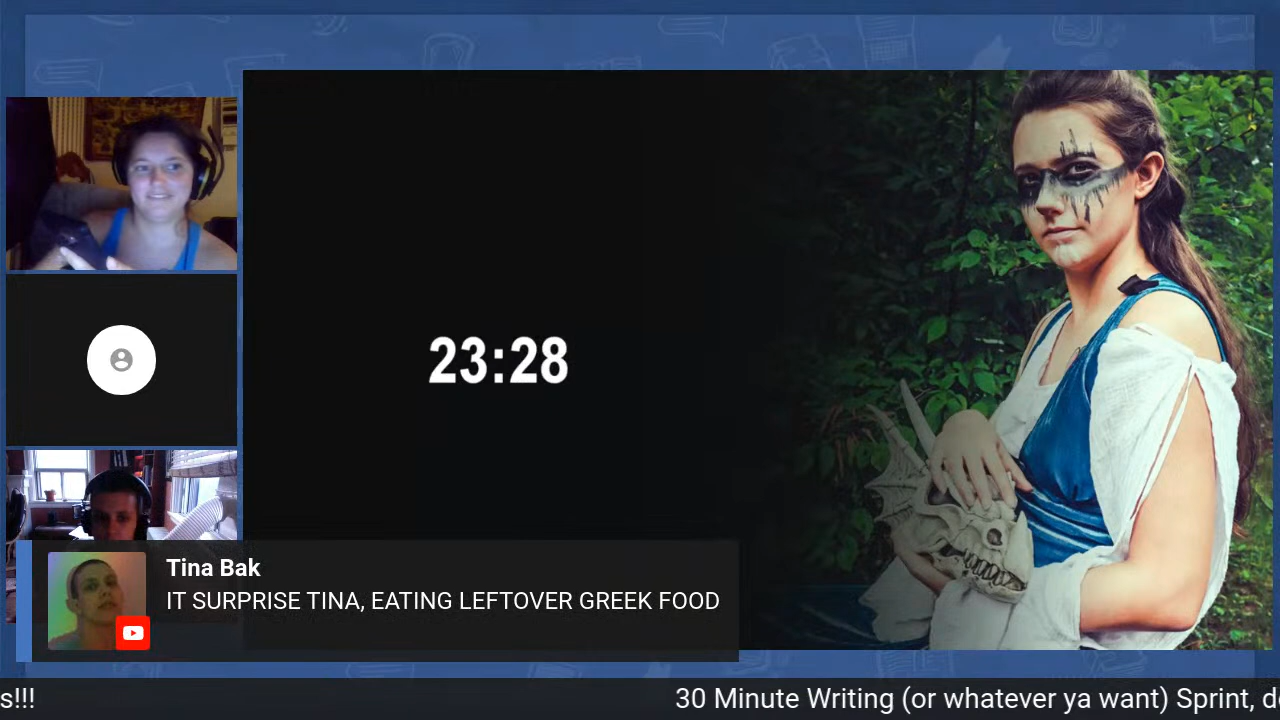 23:28
Tina Bak
IT SURPRISE TINA, EATING LEFTOVER GREEK FOOD
s!!! 30 Minute Writing (or whatever ya want) Sprint, d